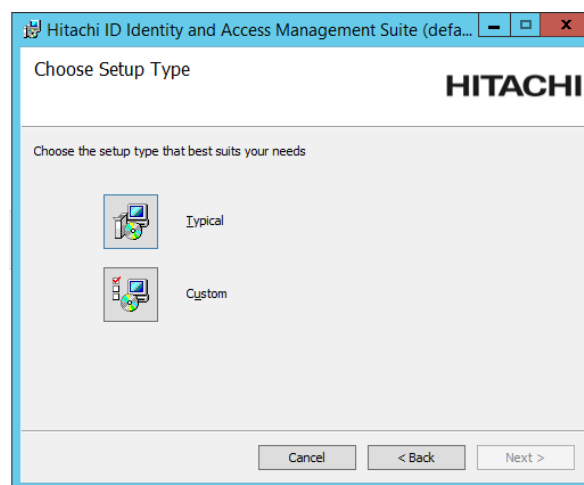 Hitachi ID Identity and Access Management Suite (defa...
Choose Setup Type
HITACHI
Choose the setup type that best suits your needs
Typical
Custom
Cancel
< Back
Next >